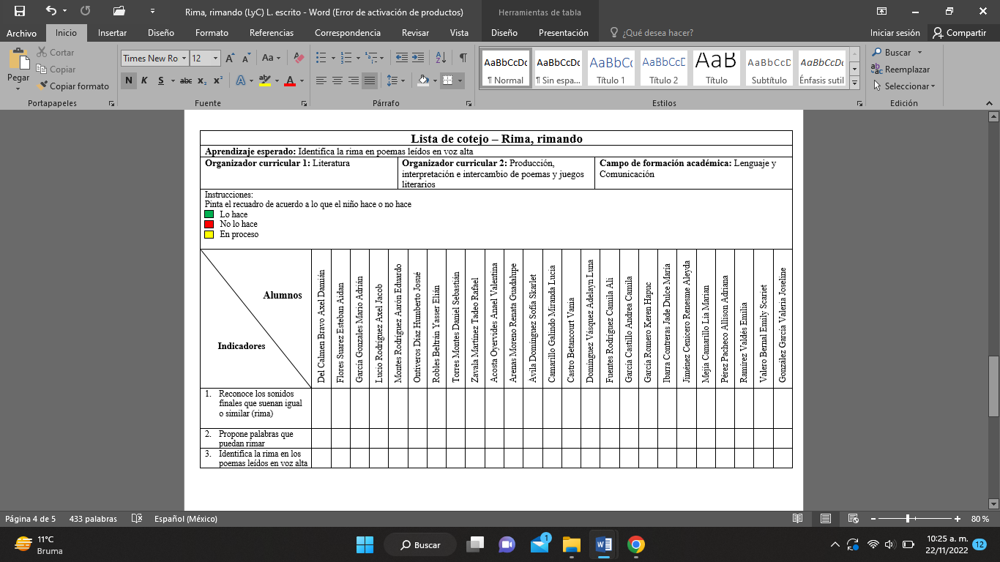 Rima, rimando (LyC) L. escrito - Word (Error de activación de productos)
Herramientas de tabla
Archivo Inicio Insertar Diseño Formato Referencias Correspondencia Revisar Vista Diseño Presentación ¿Qué desea hacer? Iniciar sesión Compartir
Pegar
Cortar
Copiar
Copiar formato
Portapapeles
Times New Ro 12
N K S abc x₂ x²
Fuente
Párrafo
AaBbCcDc AaBbCcDc AaBbC AaBbCcD AaB AaBbCcD AaBbCcDc
¶ Normal ¶ Sin espa... Título 1 Título 2 Título Subtítulo Énfasis sutil
Estilos
Buscar
Reemplazar
Seleccionar
Edición
Lista de cotejo – Rima, rimando
Aprendizaje esperado: Identifica la rima en poemas leídos en voz alta
Organizador curricular 1: Literatura
Organizador curricular 2: Producción,
interpretación e intercambio de poemas y juegos
literarios
Campo de formación académica: Lenguaje y
Comunicación
Instrucciones:
Pinta el recuadro de acuerdo a lo que el niño hace o no hace
Lo hace
No lo hace
En proceso
Alumnos
Indicadores
Del Calmen Bravo Axel Damián
Flores Suarez Esteban Aidan
García Gonzales Mario Adrián
Lucio Rodríguez Axel Jacob
Montes Rodríguez Aarón Eduardo
Ontiveros Díaz Humberto Josué
Robles Beltrán Yasser Elián
Torres Montes Daniel Sebastián
Zavala Martínez Tadeo Rafael
Acosta Oyervides Anael Valentina
Arenas Moreno Renata Guadalupe
Ávila Domínguez Sofía Skarlet
Camarillo Galindo Miranda Lucia
Castro Betancourt Vania
Domínguez Vásquez Adelayn Luna
Fuentes Rodríguez Camila Ali
García Castillo Andrea Camila
García Romero Keren Hapuc
Ibarra Contreras Jade Dulce María
Jiménez Cenicero Renesme Aleyda
Mejía Camarillo Lía Marian
Pérez Pacheco Allison Adriana
Ramírez Valdés Emilia
Valero Bernal Emily Scariet
González García Valeria Joseline
1. Reconoce los sonidos
finales que suenan igual
o similar (rima)
2. Propone palabras que
puedan rimar
3. Identifica la rima en los
poemas leídos en voz alta
Página 4 de 5 433 palabras Español (México) 80 %
11°C
Bruma
Buscar
1
10:25 a. m.
22/11/2022
12